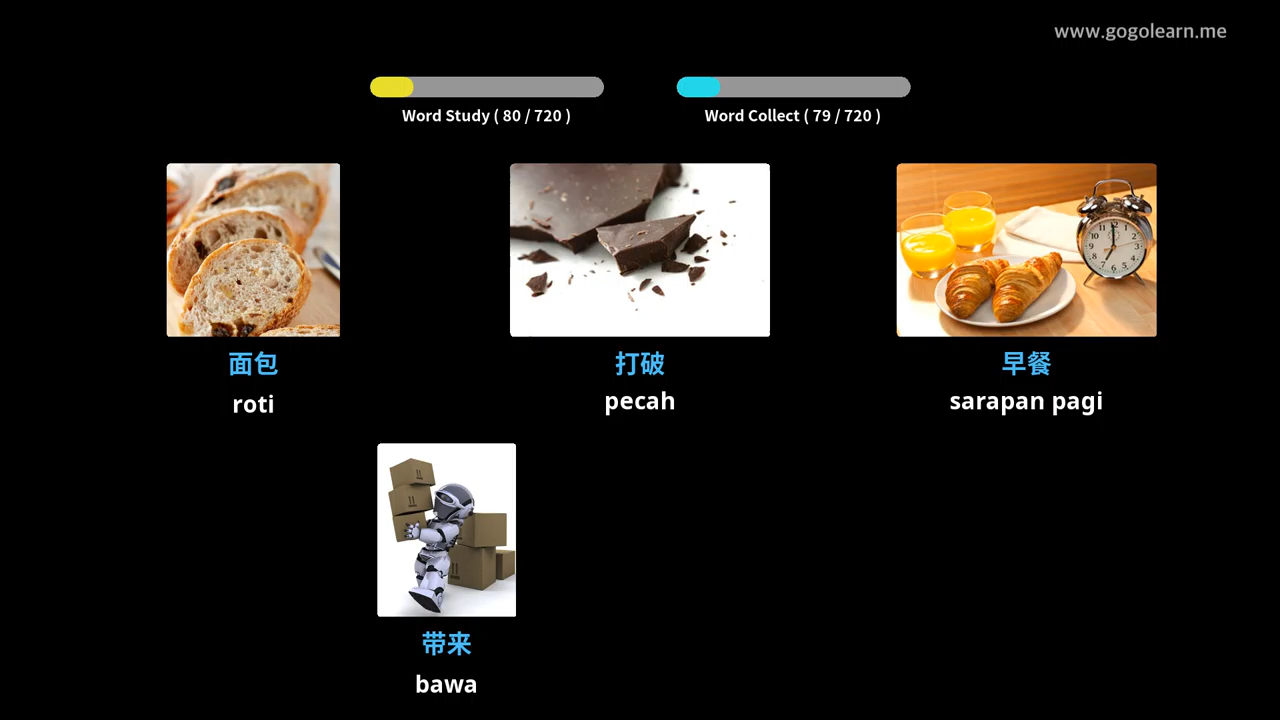 www.gogolearn.me
Word Study ( 80 / 720 )
Word Collect ( 79 / 720 )
面包
打破
早餐
roti
pecah
sarapan pagi
带来
bawa